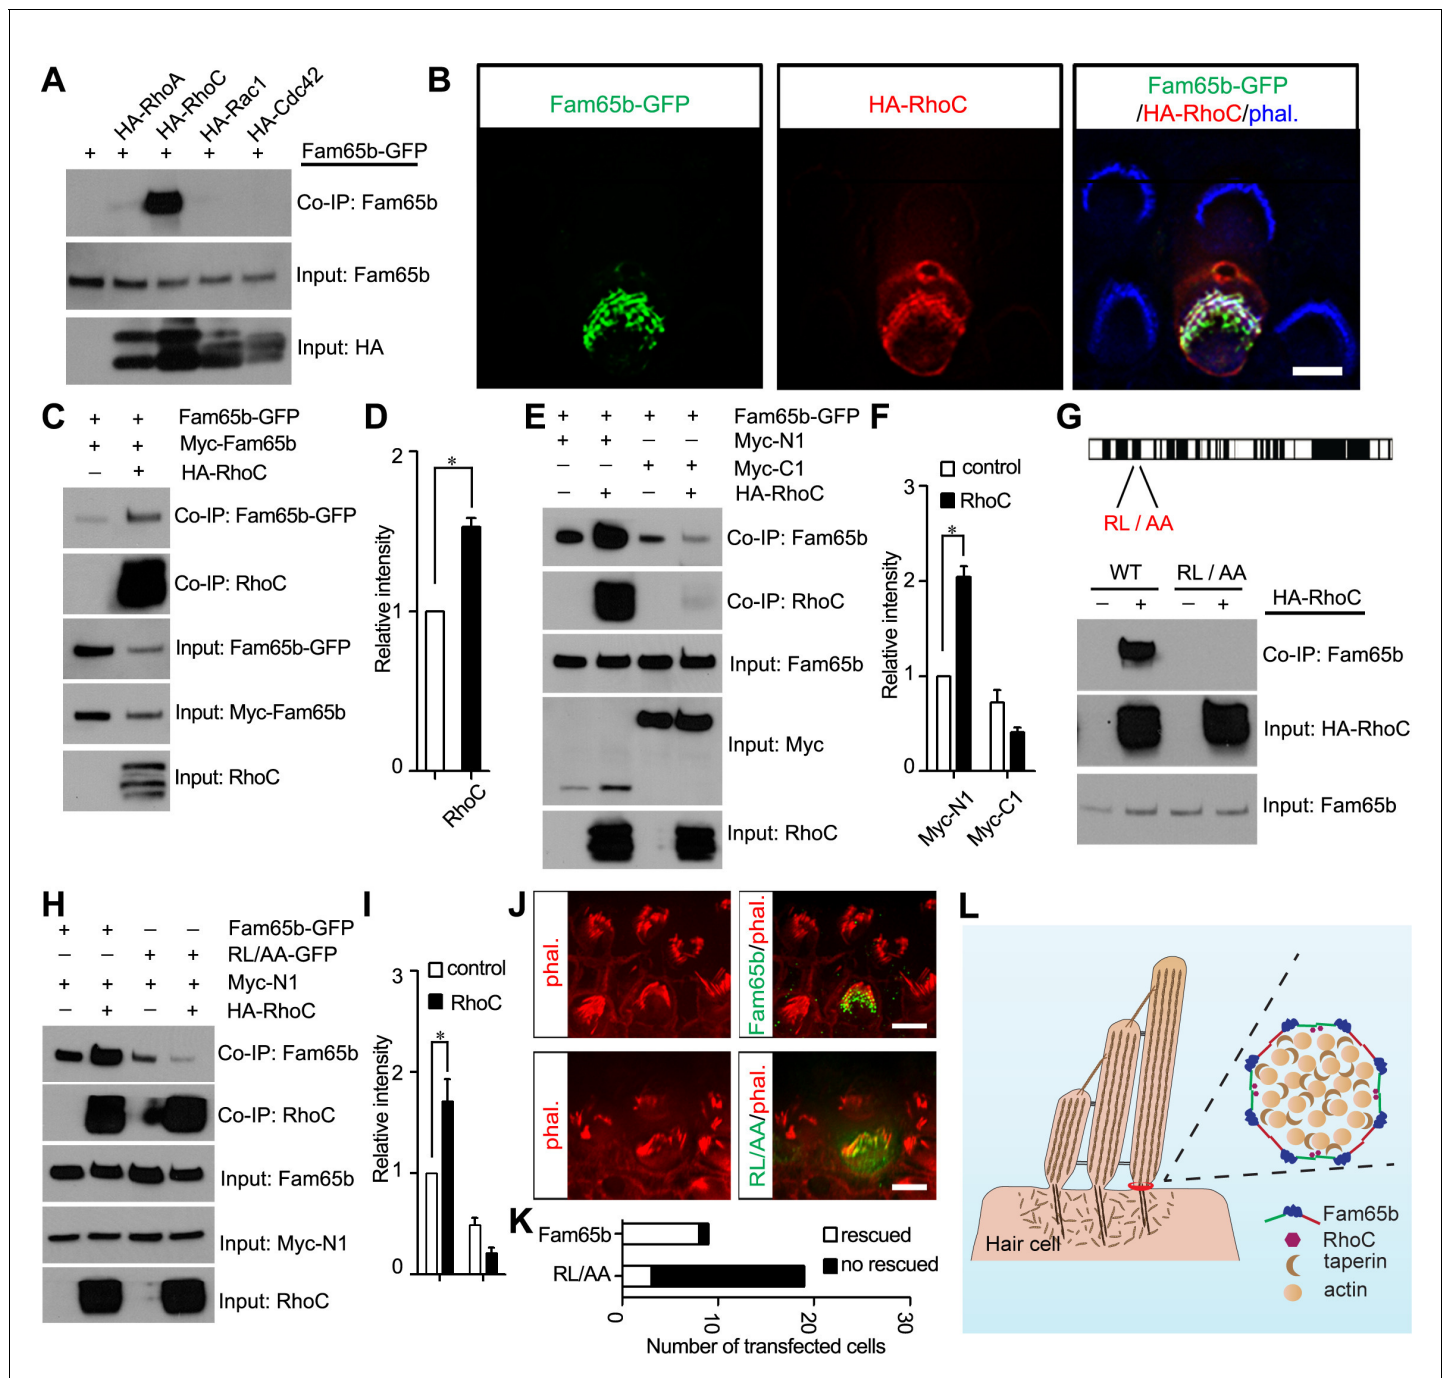 A
HA-RhoA
HA-RhoC
HA-Rac1
HA-Cdc42
+ + + + + Fam65b-GFP
Co-IP: Fam65b
Input: Fam65b
Input: HA
B
Fam65b-GFP
HA-RhoC
Fam65b-GFP
/HA-RhoC/phal.
C
+ + Fam65b-GFP
+ + Myc-Fam65b
– + HA-RhoC
Co-IP: Fam65b-GFP
Co-IP: RhoC
Input: Fam65b-GFP
Input: Myc-Fam65b
Input: RhoC
D
Relative intensity
2
1
0
*
RhoC
E
+ + + + Fam65b-GFP
+ + – – Myc-N1
– – + + Myc-C1
– + – + HA-RhoC
Co-IP: Fam65b
Co-IP: RhoC
Input: Fam65b
Input: Myc
Input: RhoC
F
control
RhoC
Relative intensity
3
2
1
0
*
Myc-N1
Myc-C1
G
RL / AA
WT RL / AA
– + – + HA-RhoC
Co-IP: Fam65b
Input: HA-RhoC
Input: Fam65b
H
+ + – – Fam65b-GFP
– – + + RL/AA-GFP
+ + + + Myc-N1
– + – + HA-RhoC
Co-IP: Fam65b
Co-IP: RhoC
Input: Fam65b
Input: Myc-N1
Input: RhoC
I
control
RhoC
Relative intensity
3
2
1
0
*
J
phal.
Fam65b/phal.
phal.
RL/AA/phal.
K
Fam65b
RL/AA
rescued
no rescued
0
10
20
30
Number of transfected cells
L
Hair cell
Fam65b
RhoC
taperin
actin